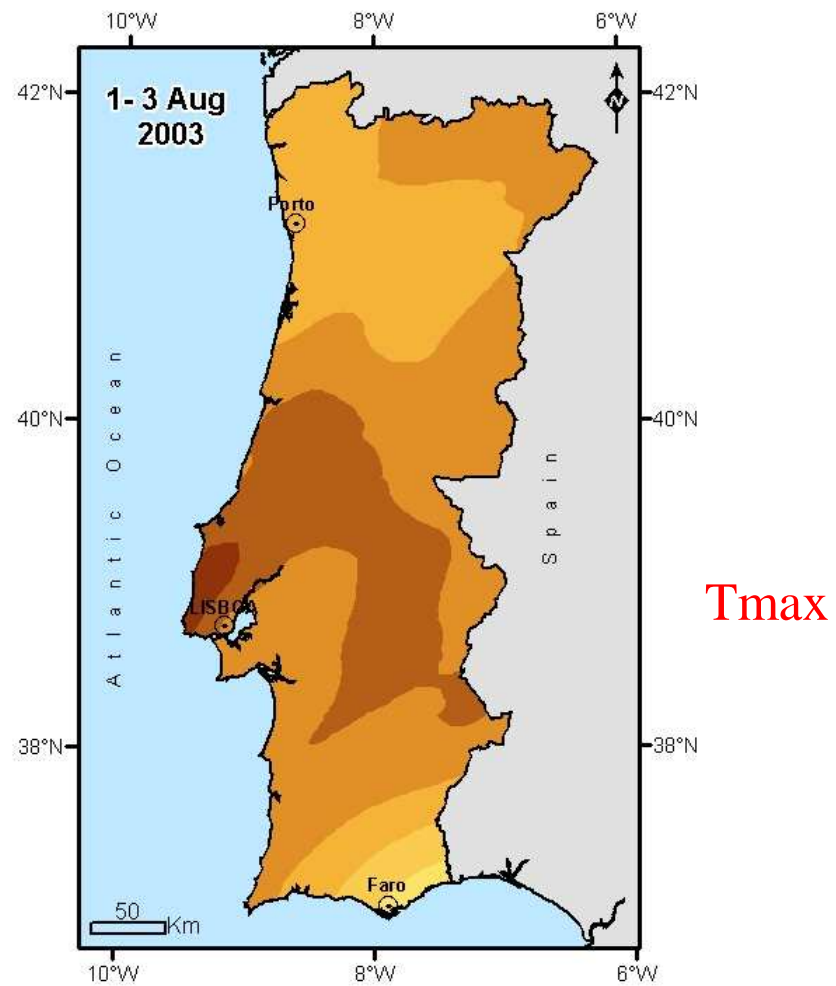 10°W 8°W 6°W
42°N 42°N
1- 3 Aug
2003
N
Porto
40°N 40°N
Atlantic Ocean
Spain
Tmax
LISBOA
38°N 38°N
Faro
50
Km
10°W 8°W 6°W